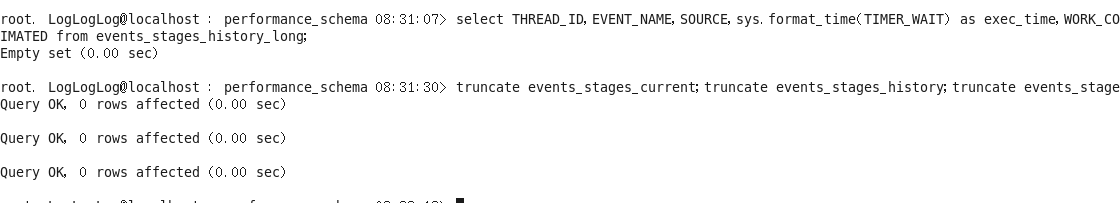 root. LogLogLog@localhost : performance_schema 08:31:07> select THREAD_ID, EVENT_NAME, SOURCE, sys. format_time(TIMER_WAIT) as exec_time, WORK_CO
IMATED from events_stages_history_long;
Empty set (0.00 sec)
root. LogLogLog@localhost : performance_schema 08:31:30> truncate events_stages_current; truncate events_stages_history; truncate events_stage
Query OK, 0 rows affected (0.00 sec)
Query OK, 0 rows affected (0.00 sec)
Query OK, 0 rows affected (0.00 sec)